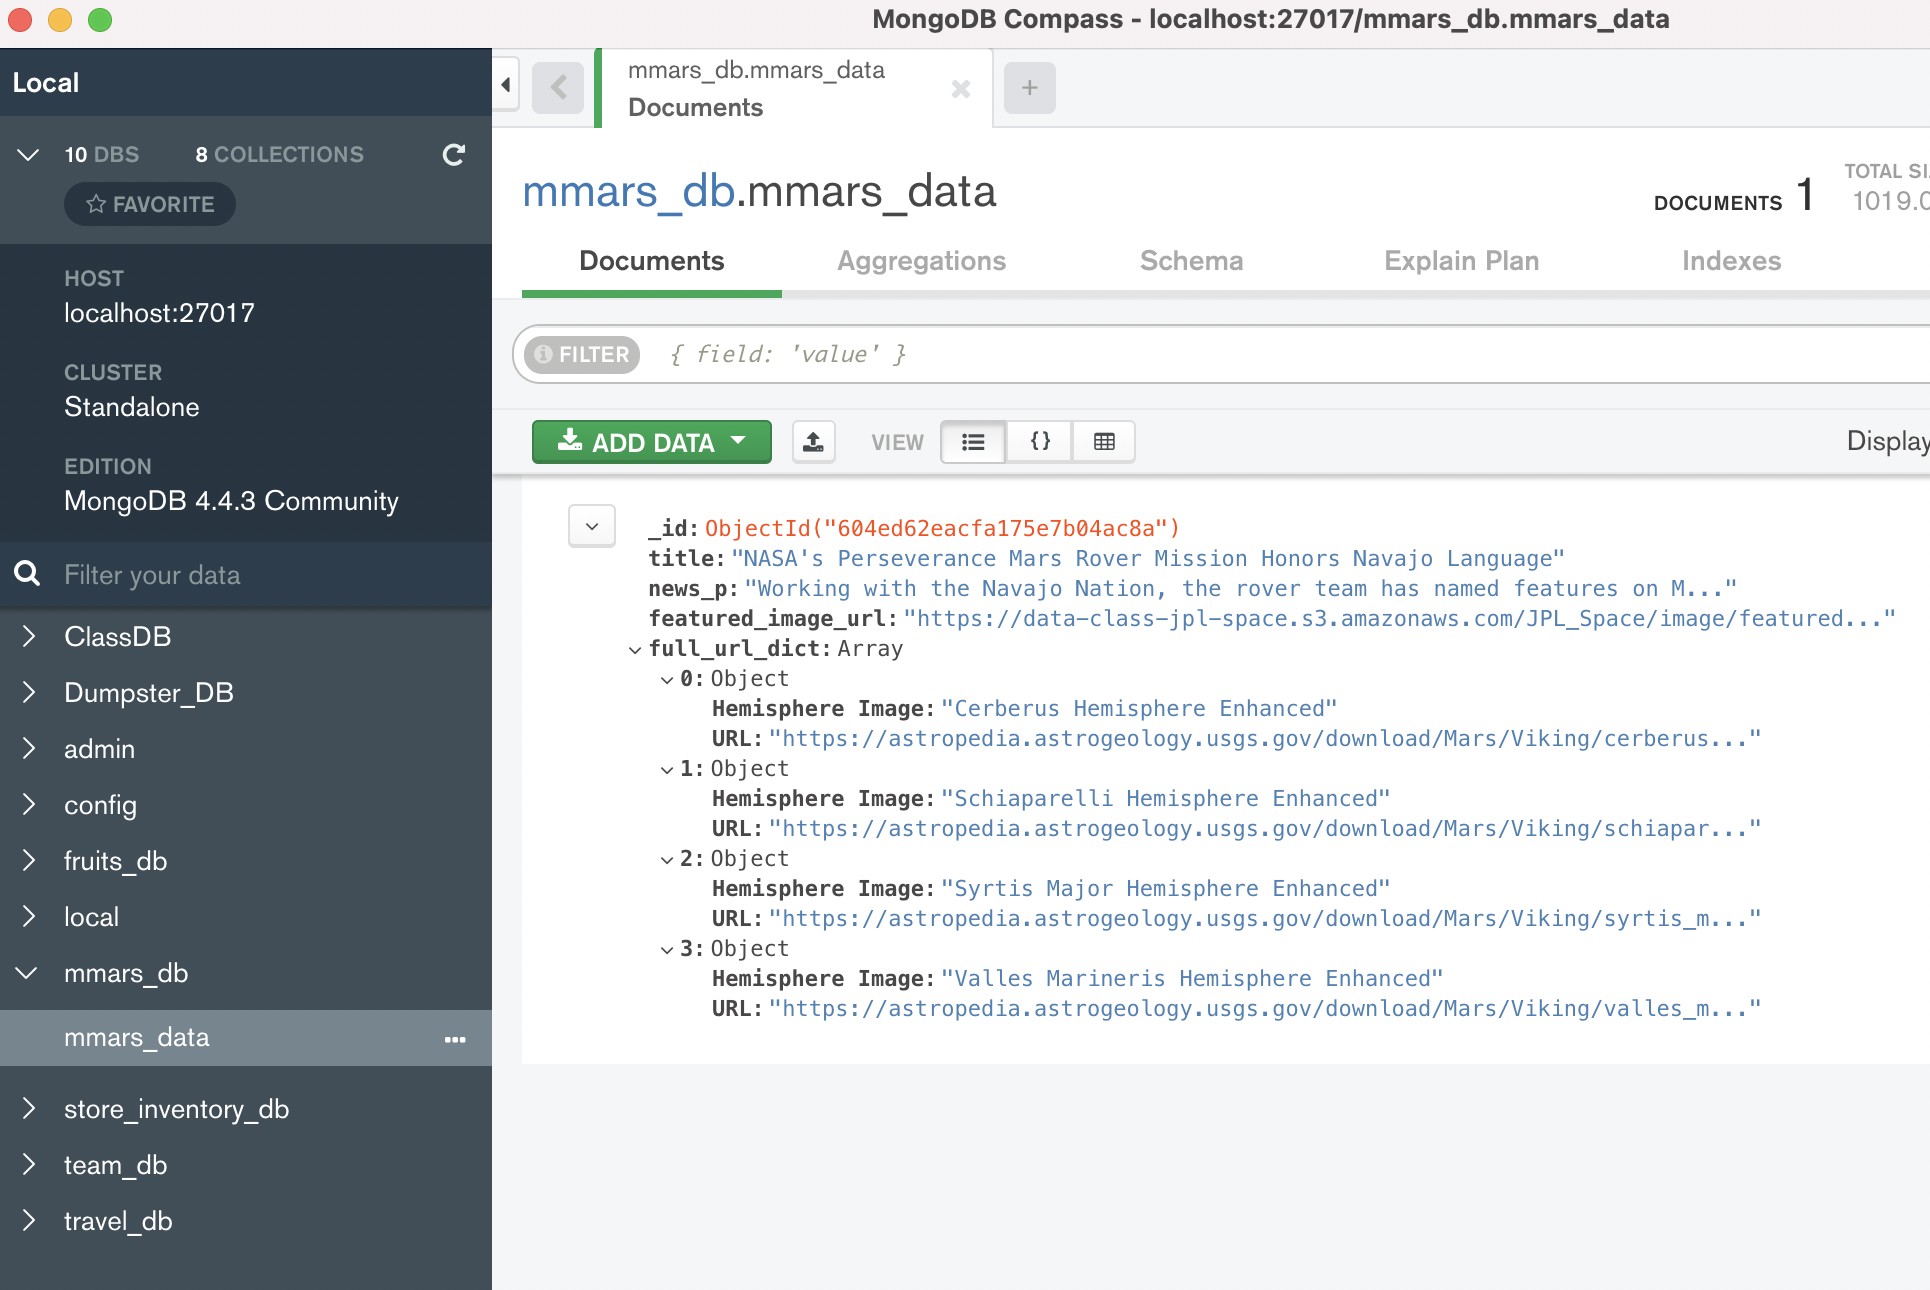 MongoDB Compass - localhost:27017/mmars_db.mmars_data
Local
10 DBS 8 COLLECTIONS
FAVORITE
HOST
localhost:27017
CLUSTER
Standalone
EDITION
MongoDB 4.4.3 Community
Filter your data
ClassDB
Dumpster_DB
admin
config
fruits_db
local
mmars_db
mmars_data
store_inventory_db
team_db
travel_db
mmars_db.mmars_data
Documents
mmars_db.mmars_data
DOCUMENTS 1
TOTAL SI
1019.0
Documents Aggregations Schema Explain Plan Indexes
FILTER { field: 'value' }
ADD DATA VIEW {} Display
_id: ObjectId("604ed62eacfa175e7b04ac8a")
title: "NASA's Perseverance Mars Rover Mission Honors Navajo Language"
news_p: "Working with the Navajo Nation, the rover team has named features on M..."
featured_image_url: "https://data-class-jpl-space.s3.amazonaws.com/JPL_Space/image/featured..."
full_url_dict: Array
0: Object
Hemisphere Image: "Cerberus Hemisphere Enhanced"
URL: "https://astropedia.astrogeology.usgs.gov/download/Mars/Viking/cerberus..."
1: Object
Hemisphere Image: "Schiaparelli Hemisphere Enhanced"
URL: "https://astropedia.astrogeology.usgs.gov/download/Mars/Viking/schiapar..."
2: Object
Hemisphere Image: "Syrtis Major Hemisphere Enhanced"
URL: "https://astropedia.astrogeology.usgs.gov/download/Mars/Viking/syrtis_m..."
3: Object
Hemisphere Image: "Valles Marineris Hemisphere Enhanced"
URL: "https://astropedia.astrogeology.usgs.gov/download/Mars/Viking/valles_m..."